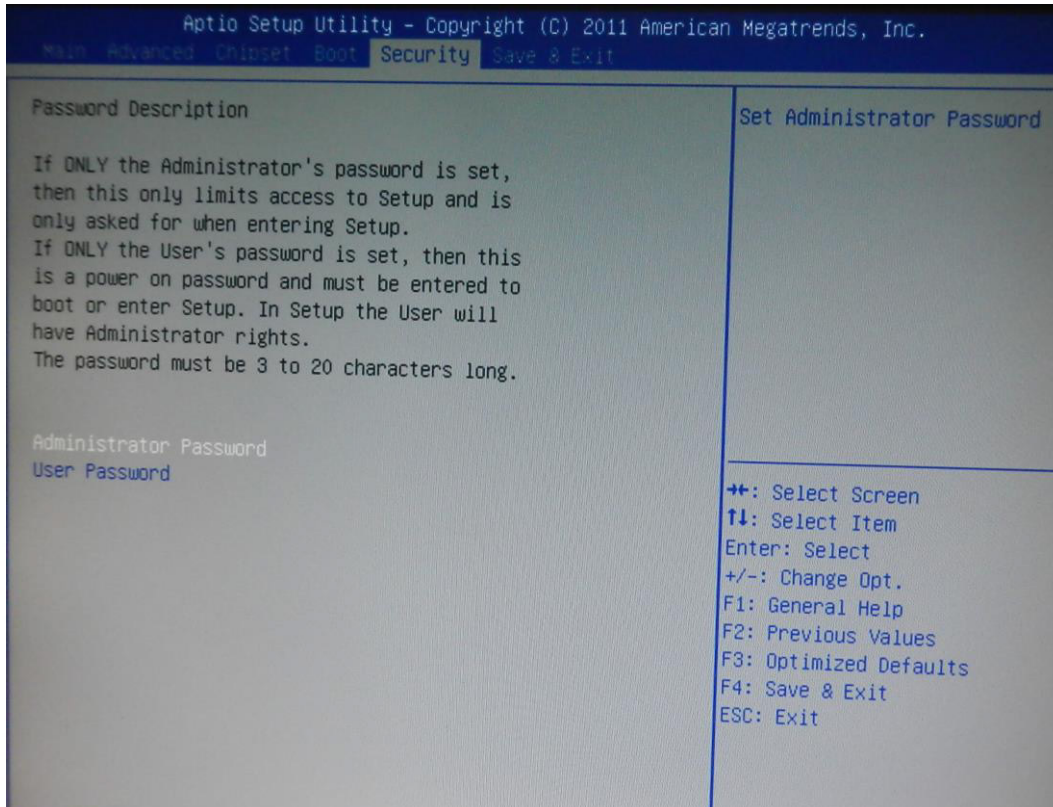 Aptio Setup Utility – Copyright (C) 2011 American Megatrends, Inc.
Main Advanced Chipset Boot Security Save & Exit
Password Description
If ONLY the Administrator's password is set,
then this only limits access to Setup and is
only asked for when entering Setup.
If ONLY the User's password is set, then this
is a power on password and must be entered to
boot or enter Setup. In Setup the User will
have Administrator rights.
The password must be 3 to 20 characters long.
Administrator Password
User Password
Set Administrator Password
→←: Select Screen
↑↓: Select Item
Enter: Select
+/-: Change Opt.
F1: General Help
F2: Previous Values
F3: Optimized Defaults
F4: Save & Exit
ESC: Exit